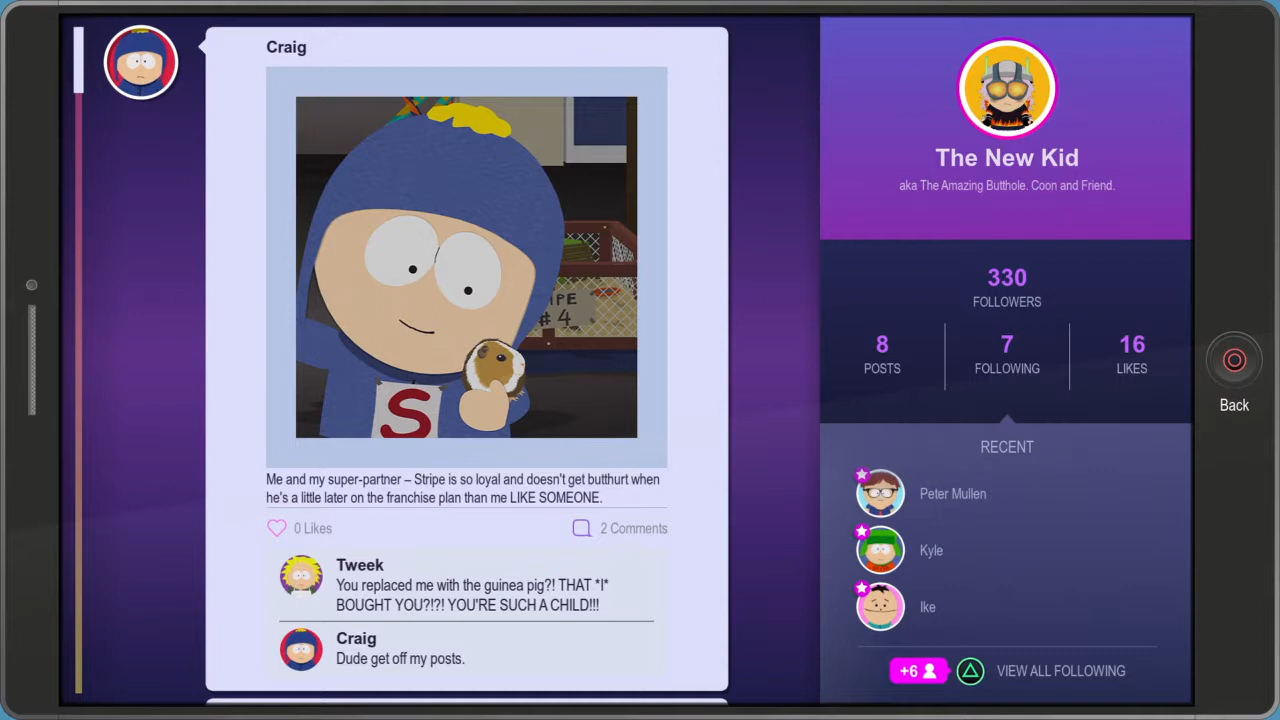 Craig
IPE
#4
S
Me and my super-partner – Stripe is so loyal and doesn't get butthurt when
he's a little later on the franchise plan than me LIKE SOMEONE.
0 Likes
2 Comments
Tweek
You replaced me with the guinea pig?! THAT *I*
BOUGHT YOU?!?! YOU'RE SUCH A CHILD!!!
Craig
Dude get off my posts.
The New Kid
aka The Amazing Butthole. Coon and Friend.
330
FOLLOWERS
8
POSTS
7
FOLLOWING
16
LIKES
RECENT
Peter Mullen
Kyle
Ike
+6
VIEW ALL FOLLOWING
Back